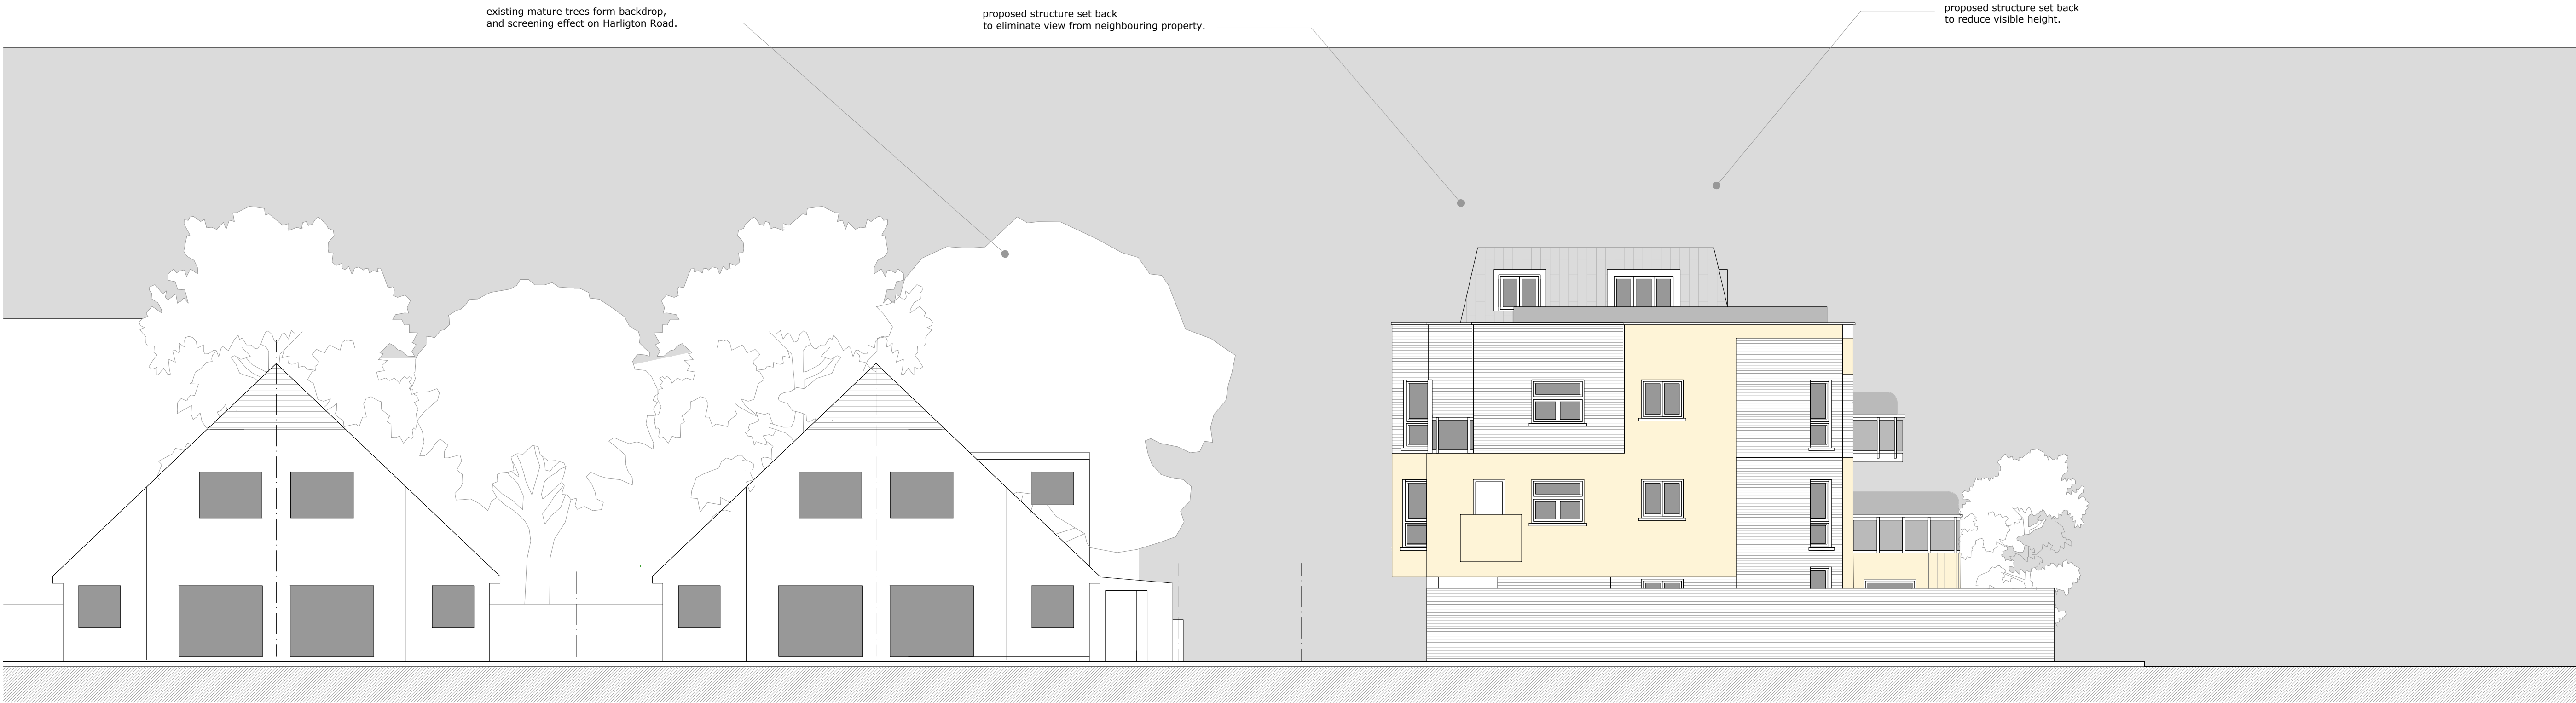 existing mature trees form backdrop,
and screening effect on Harligton Road.
proposed structure set back
to eliminate view from neighbouring property.
proposed structure set back
to reduce visible height.